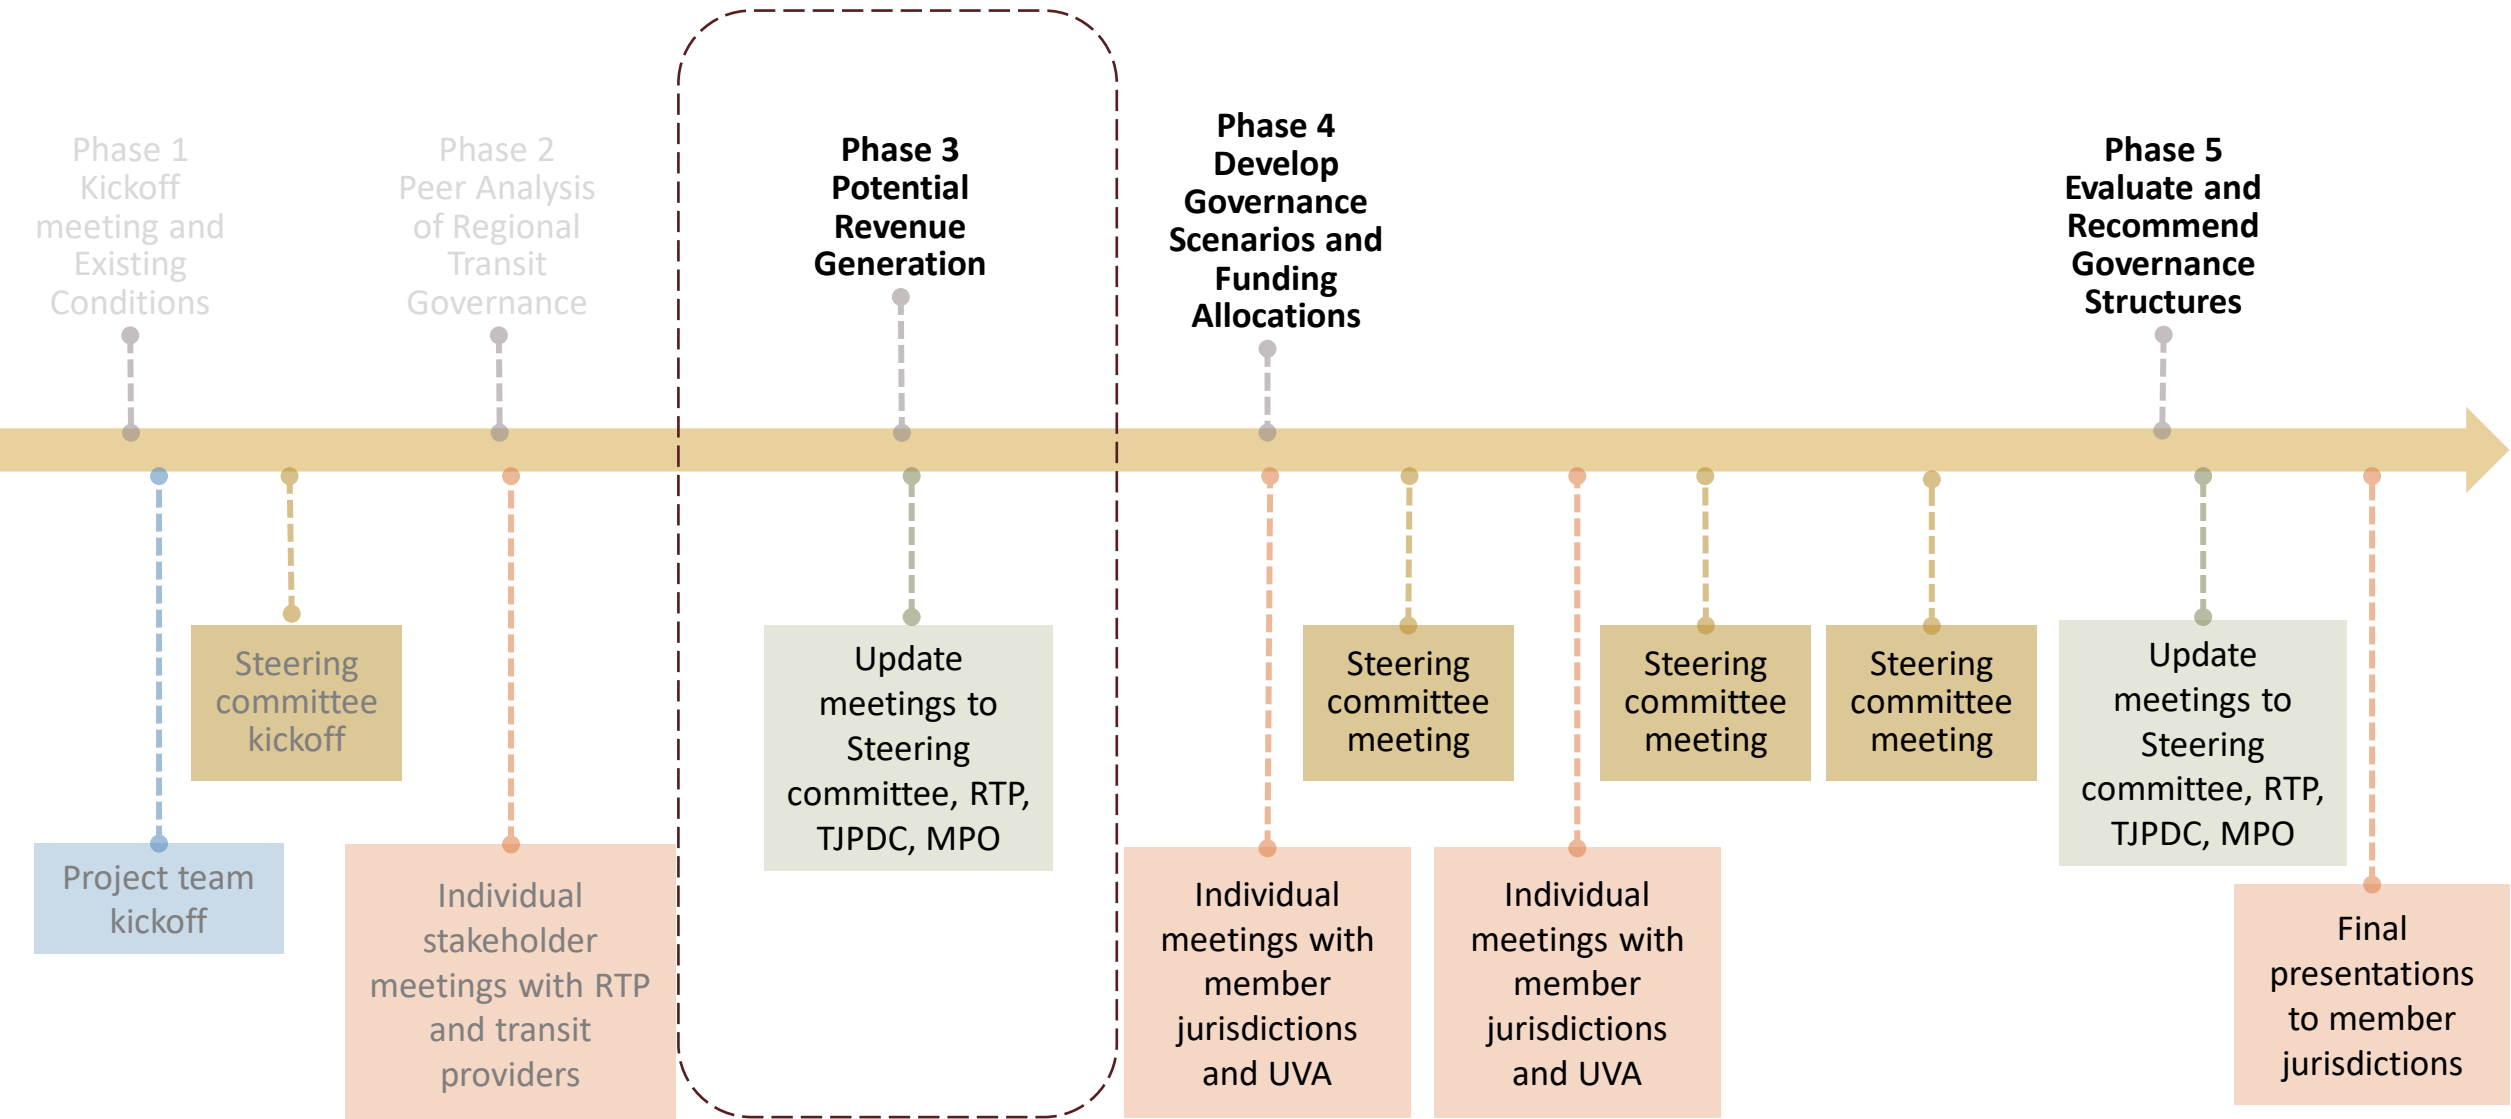 Phase 1
Kickoff
meeting and
Existing
Conditions
Phase 2
Peer Analysis
of Regional
Transit
Governance
Phase 3
Potential
Revenue
Generation
Phase 4
Develop
Governance
Scenarios and
Funding
Allocations
Phase 5
Evaluate and
Recommend
Governance
Structures
Project team
kickoff
Steering
committee
kickoff
Individual
stakeholder
meetings with RTP
and transit
providers
Update
meetings to
Steering
committee, RTP,
TJPDC, MPO
Individual
meetings with
member
jurisdictions
and UVA
Steering
committee
meeting
Individual
meetings with
member
jurisdictions
and UVA
Steering
committee
meeting
Steering
committee
meeting
Update
meetings to
Steering
committee, RTP,
TJPDC, MPO
Final
presentations
to member
jurisdictions